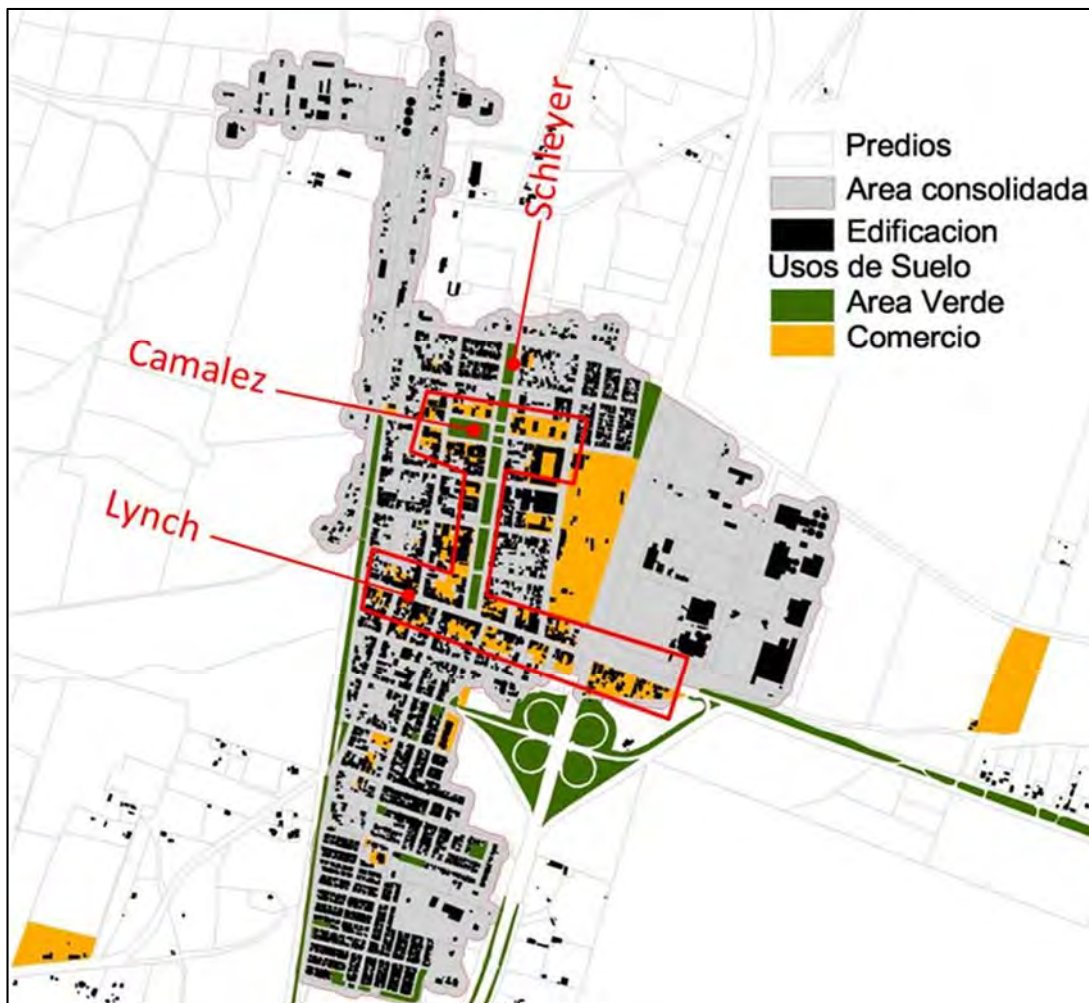 Schleyer
Camalez
Lynch
Predios
Area consolidada
Edificacion
Usos de Suelo
Area Verde
Comercio